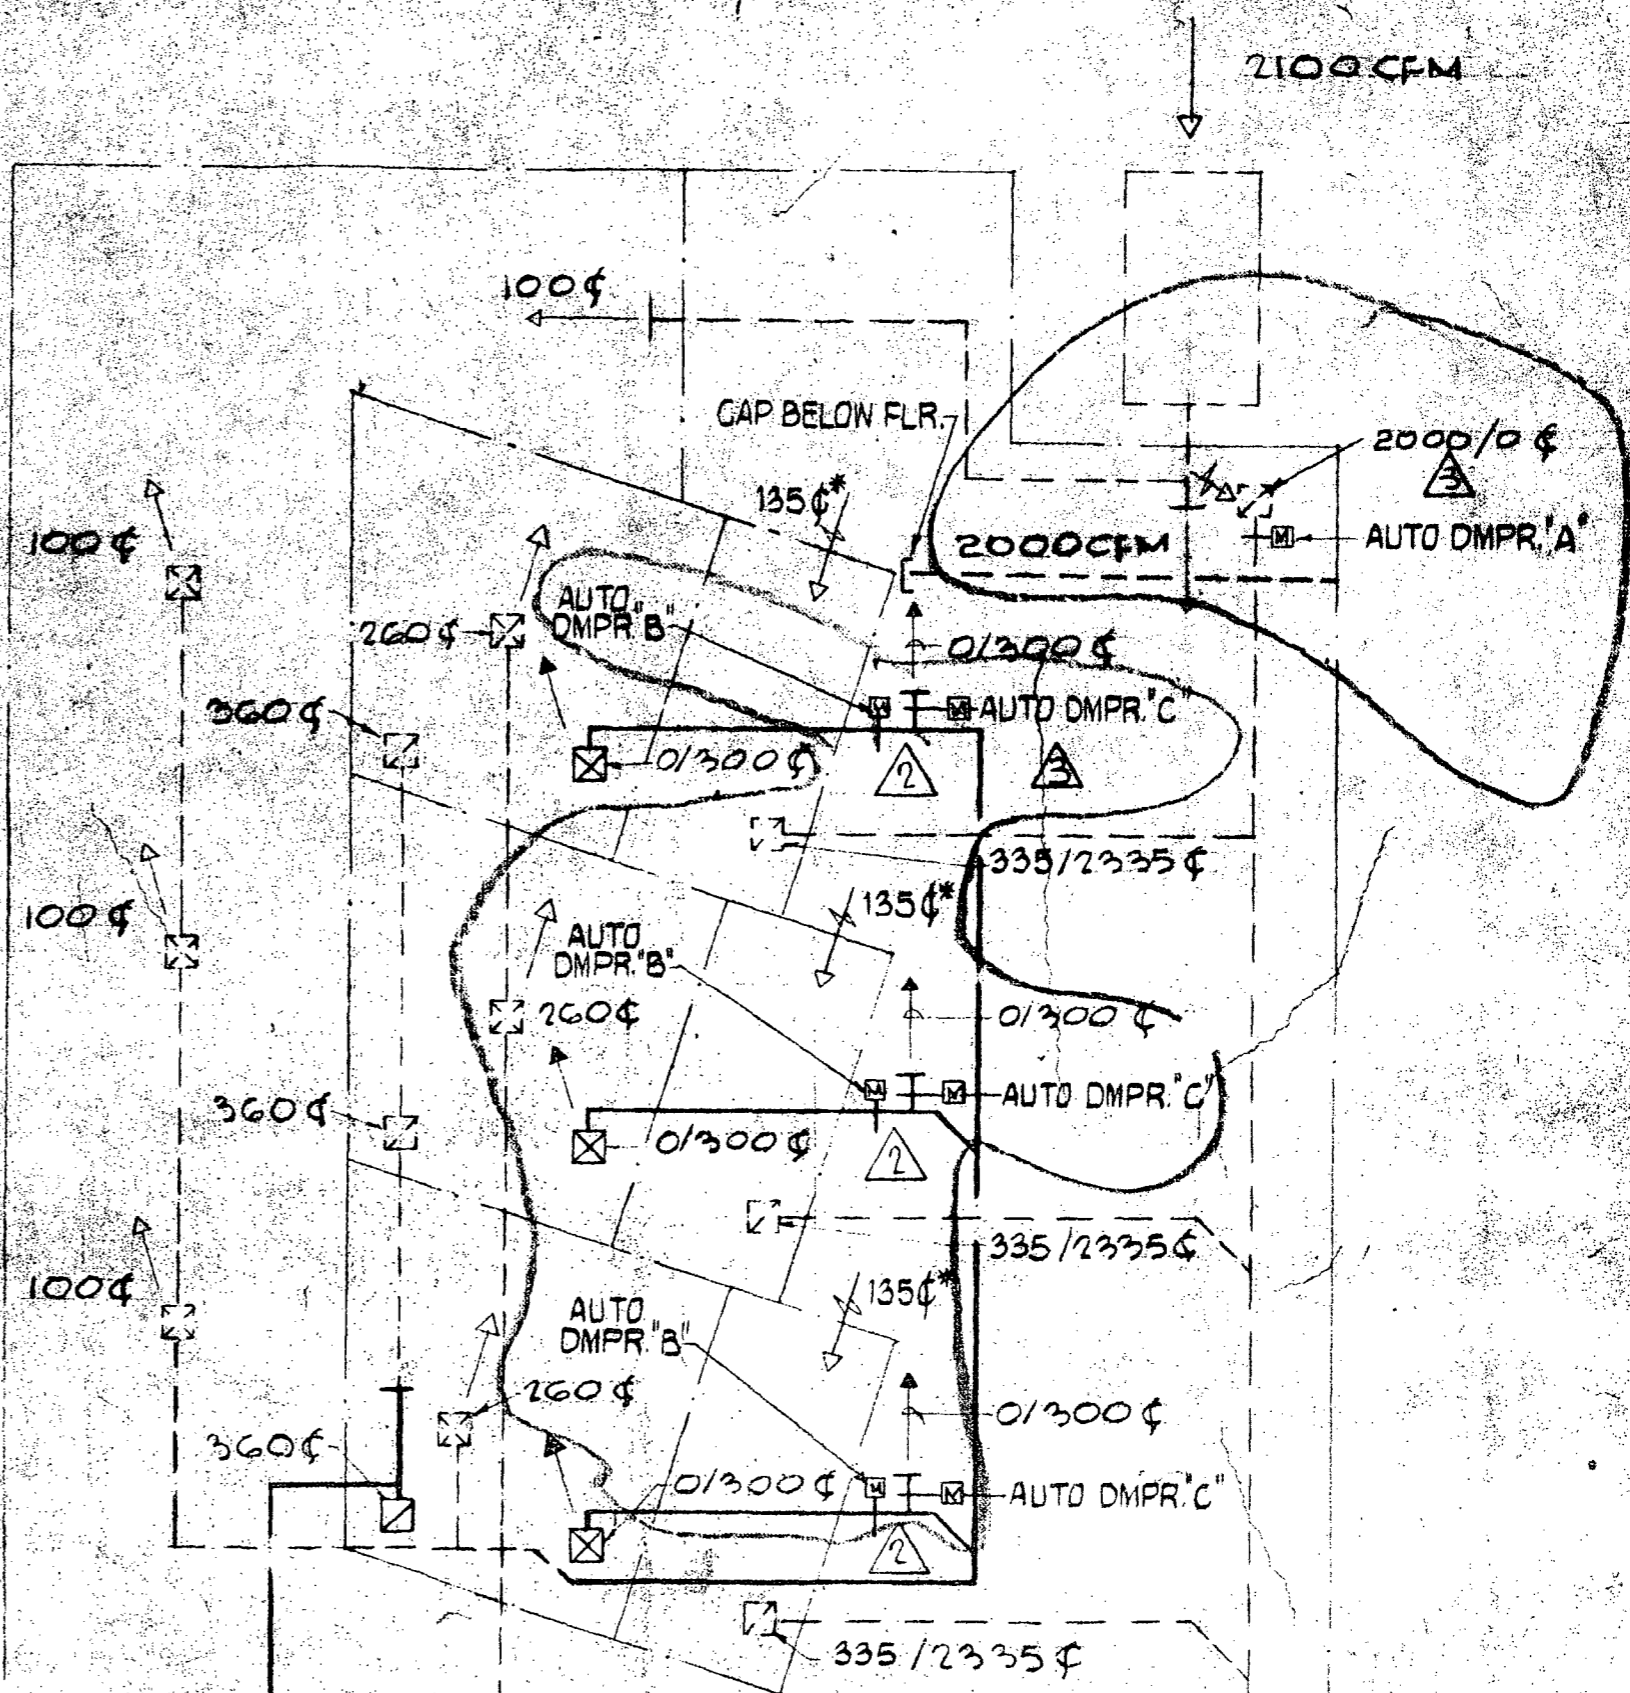 2100 CFM
100 ¢
CAP BELOW FLR.
2000/0 ¢
3
135 ¢*
100 ¢
2000 CFM
AUTO DMPR. "A"
AUTO
DMPR. "B"
260 ¢
0/300 ¢
360 ¢
M
M
M
AUTO DMPR. "C"
0/300 ¢
2
3
335/2335 ¢
135 ¢*
100 ¢
AUTO
DMPR. "B"
260 ¢
0/300 ¢
M
M
AUTO DMPR. "C"
360 ¢
0/300 ¢
2
335/2335 ¢
100 ¢
135 ¢*
AUTO
DMPR. "B"
260 ¢
0/300 ¢
360 ¢
0/300 ¢
M
M
AUTO DMPR. "C"
2
335/2335 ¢